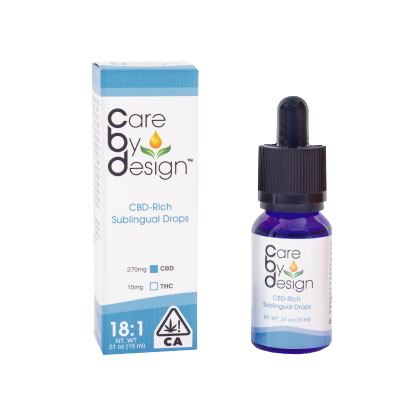 care
by
design™
CBD-Rich
Sublingual Drops
270mg CBD
15mg THC
18:1
NT. WT
.51 oz (15 ml)
!
CA
care
by
design
CBD-Rich
Sublingual Drops
NT. WT. .51 oz (15 ml)